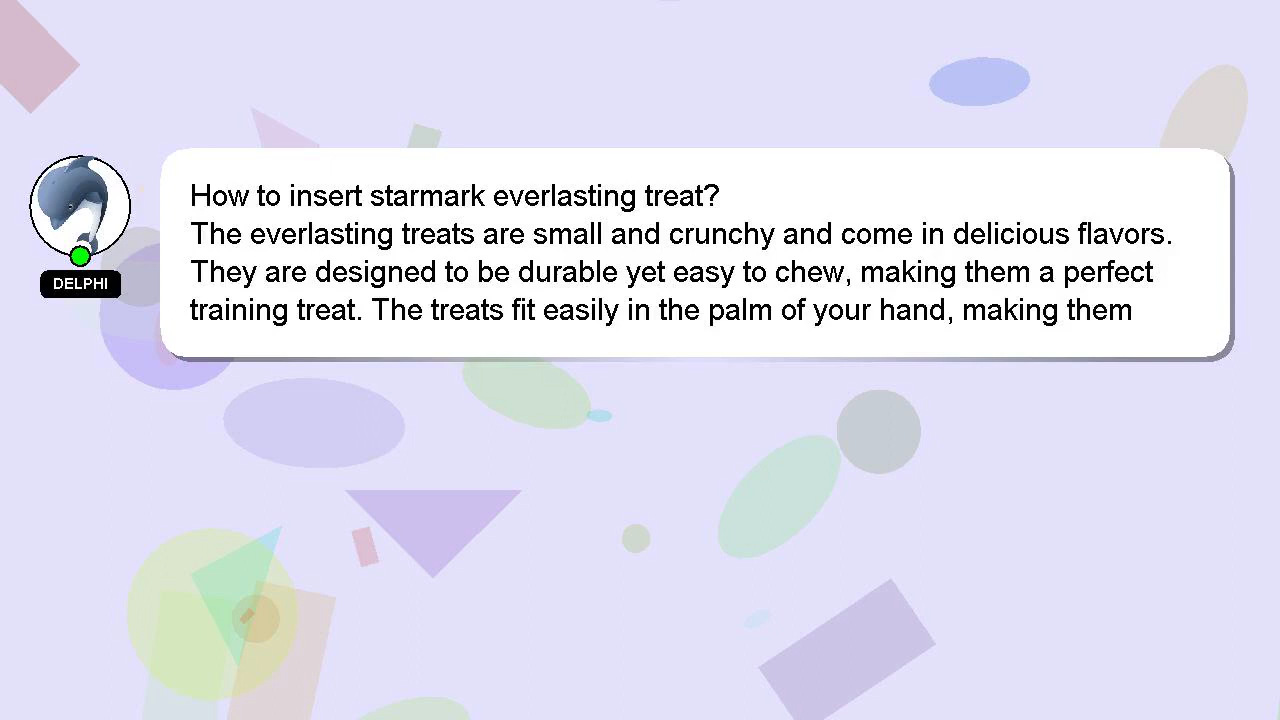 How to insert starmark everlasting treat?
The everlasting treats are small and crunchy and come in delicious flavors.
They are designed to be durable yet easy to chew, making them a perfect
training treat. The treats fit easily in the palm of your hand, making them
DELPHI